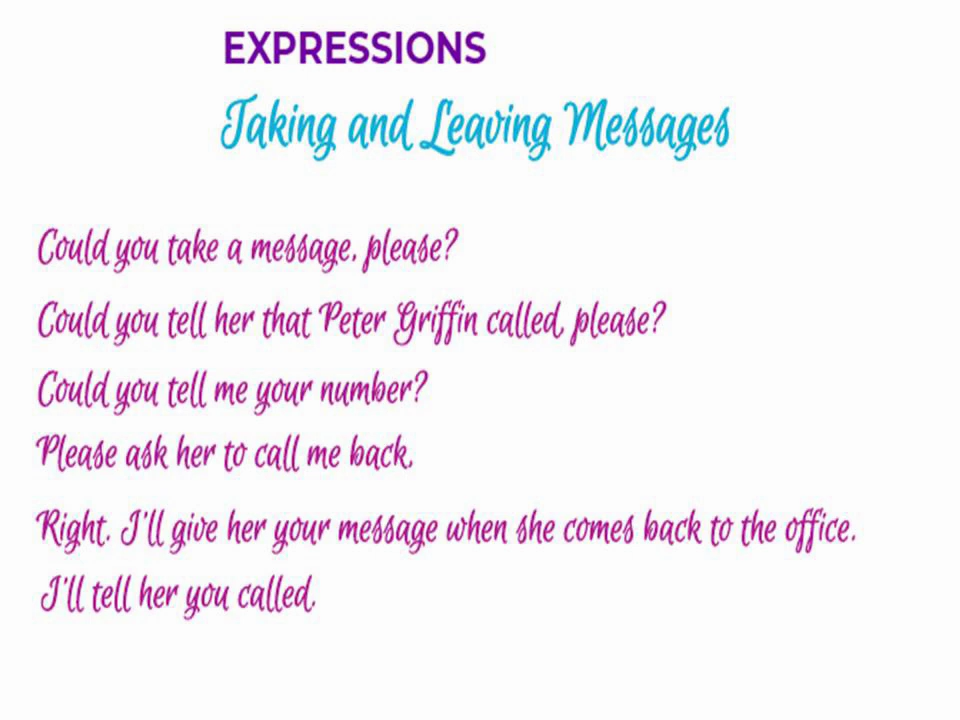 EXPRESSIONS
Taking and Leaving Messages
Could you take a message, please?
Could you tell her that Peter Griffin called, please?
Could you tell me your number?
Please ask her to call me back.
Right. I'll give her your message when she comes back to the office.
I'll tell her you called.